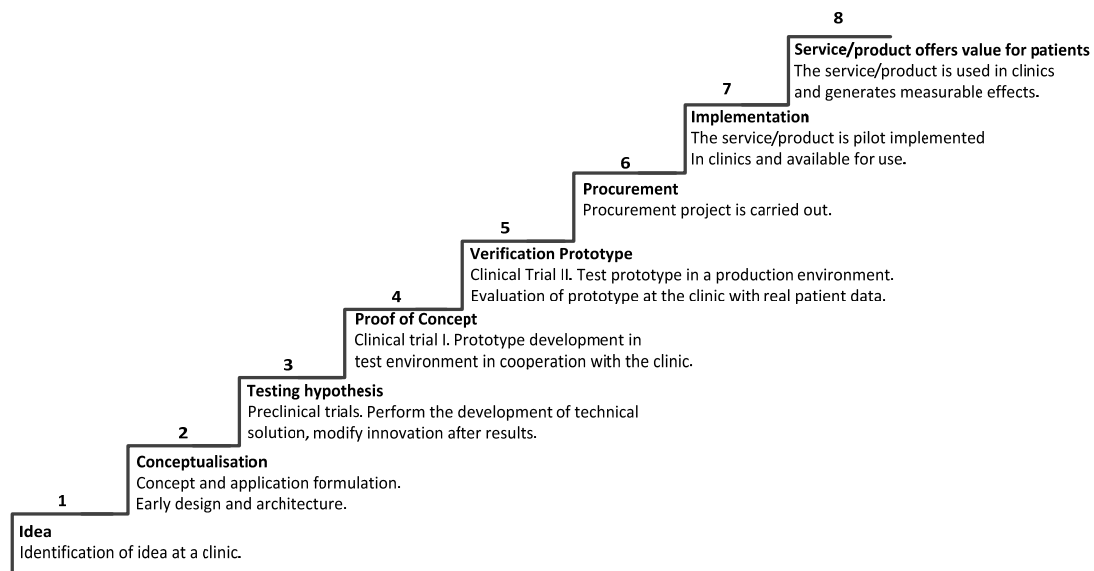 8
Service/product offers value for patients
The service/product is used in clinics
and generates measurable effects.
7
Implementation
The service/product is pilot implemented
In clinics and available for use.
6
Procurement
Procurement project is carried out.
5
Verification Prototype
Clinical Trial II. Test prototype in a production environment.
Evaluation of prototype at the clinic with real patient data.
4
Proof of Concept
Clinical trial I. Prototype development in
test environment in cooperation with the clinic.
3
Testing hypothesis
Preclinical trials. Perform the development of technical
solution, modify innovation after results.
2
Conceptualisation
Concept and application formulation.
Early design and architecture.
1
Idea
Identification of idea at a clinic.